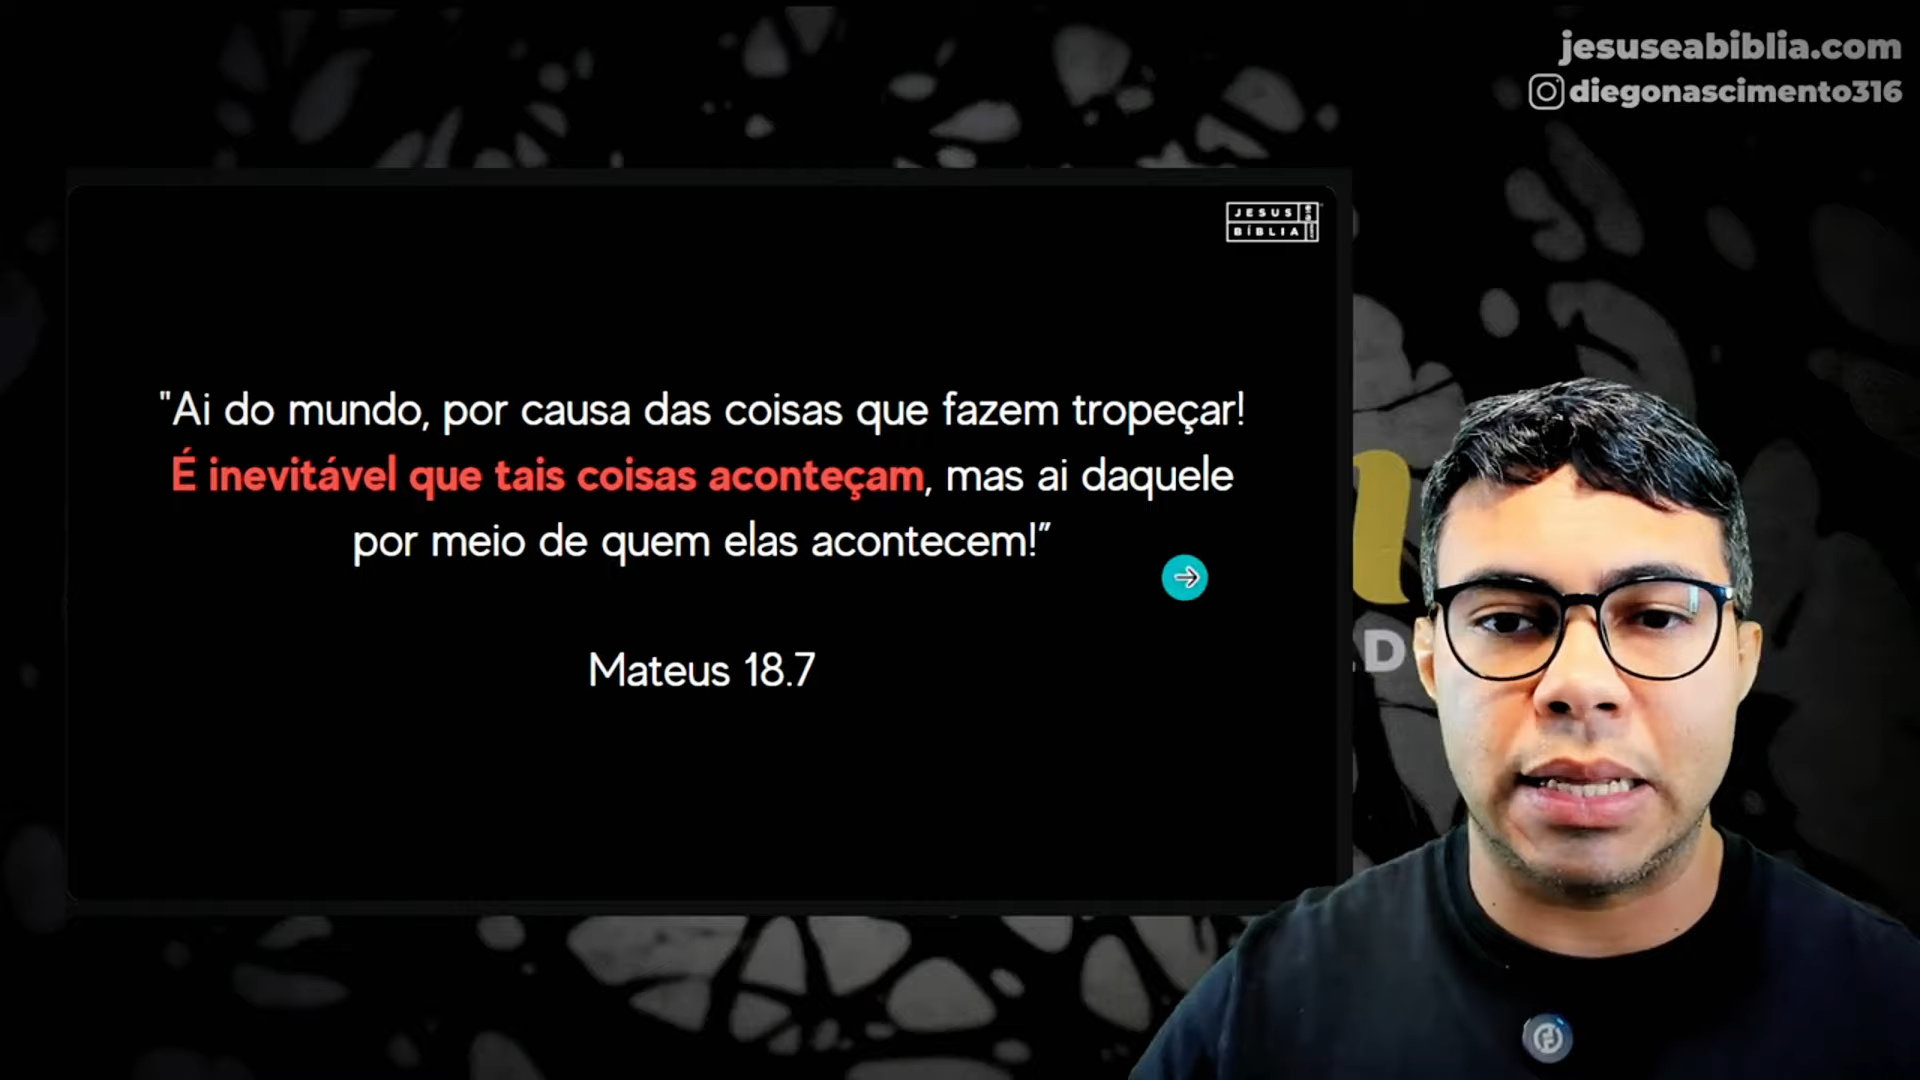 jesuseabiblia.com
diegonascimento316
JESUS
BÍBLIA
"Ai do mundo, por causa das coisas que fazem tropeçar!
É inevitável que tais coisas aconteçam, mas ai daquele
por meio de quem elas acontecem!”
Mateus 18.7